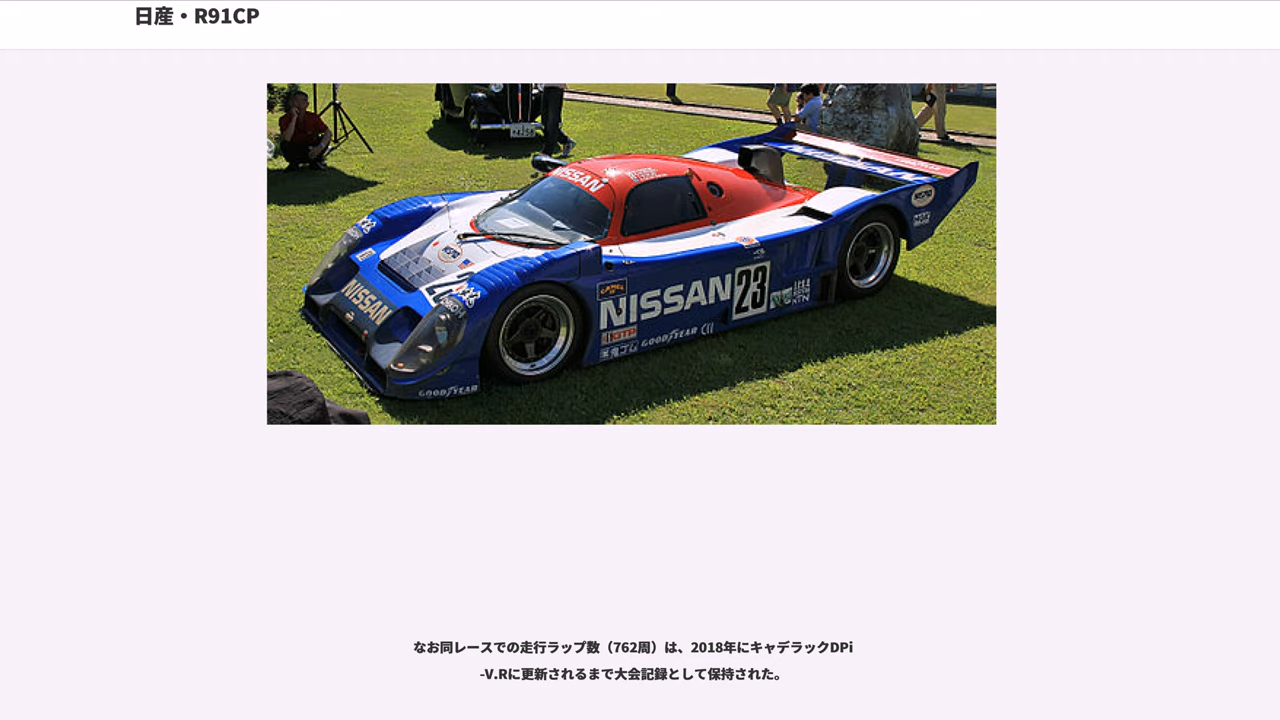 日産・R91CP
NISSAN
NISSAN
NISSAN
23
GOODYEAR
GOODYEAR
なお同レースでの走行ラップ数（762周）は、2018年にキャデラックDPi
-V.Rに更新されるまで大会記録として保持された。